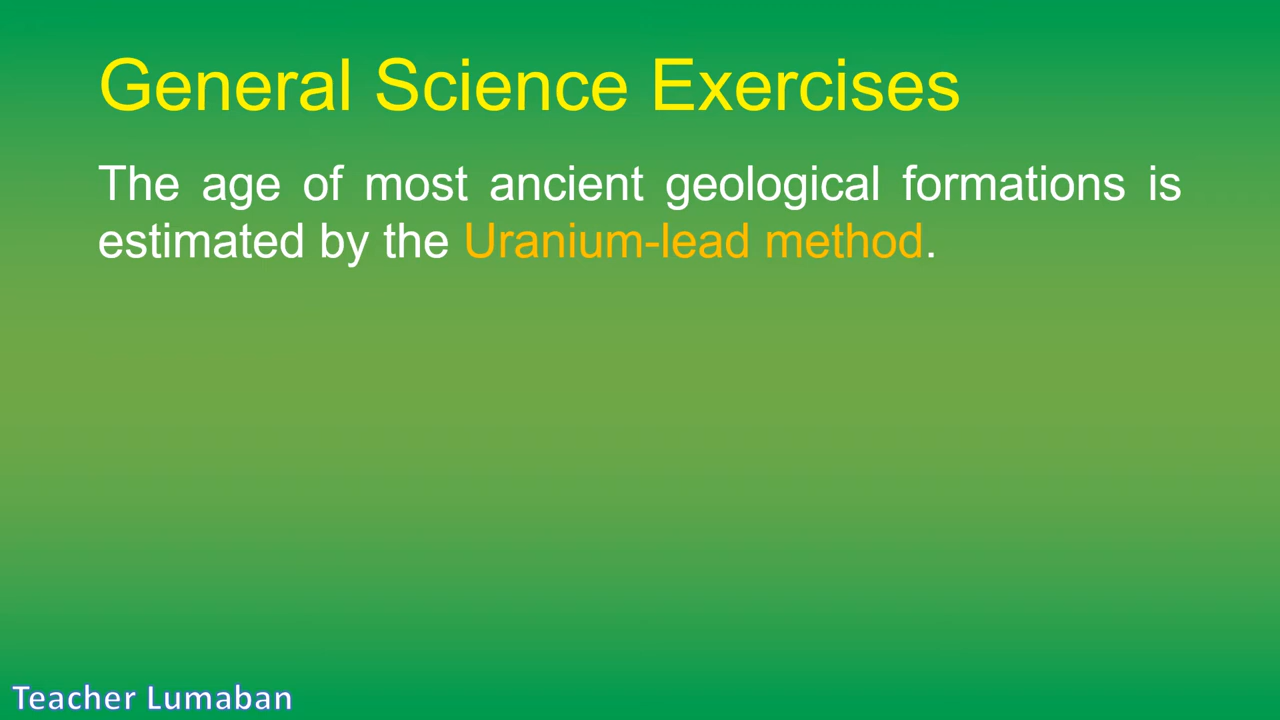 General Science Exercises
The age of most ancient geological formations is
estimated by the Uranium-lead method.
Teacher Lumaban